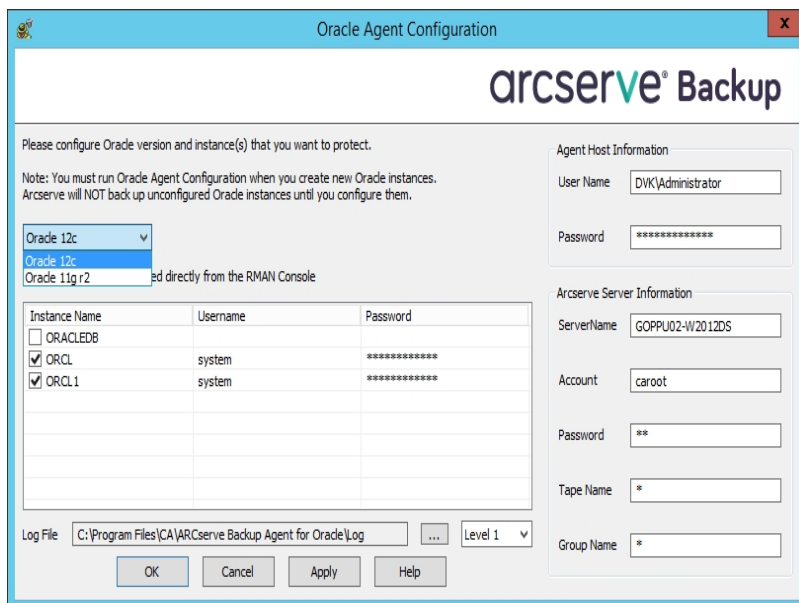 Oracle Agent Configuration
x
arcserve® Backup
Please configure Oracle version and instance(s) that you want to protect.
Note: You must run Oracle Agent Configuration when you create new Oracle instances.
Arcserve will NOT back up unconfigured Oracle instances until you configure them.
Oracle 12c
Oracle 12c
Oracle 11g r2
ed directly from the RMAN Console
Instance Name Username Password
ORACLEDB
ORCL system ************
ORCL1 system ************
Log File C:\Program Files\CA\ARCserve Backup Agent for Oracle\Log ... Level 1
OK Cancel Apply Help
Agent Host Information
User Name DVK\Administrator
Password *************
Arcserve Server Information
ServerName GOPPU02-W2012DS
Account caroot
Password **
Tape Name *
Group Name *